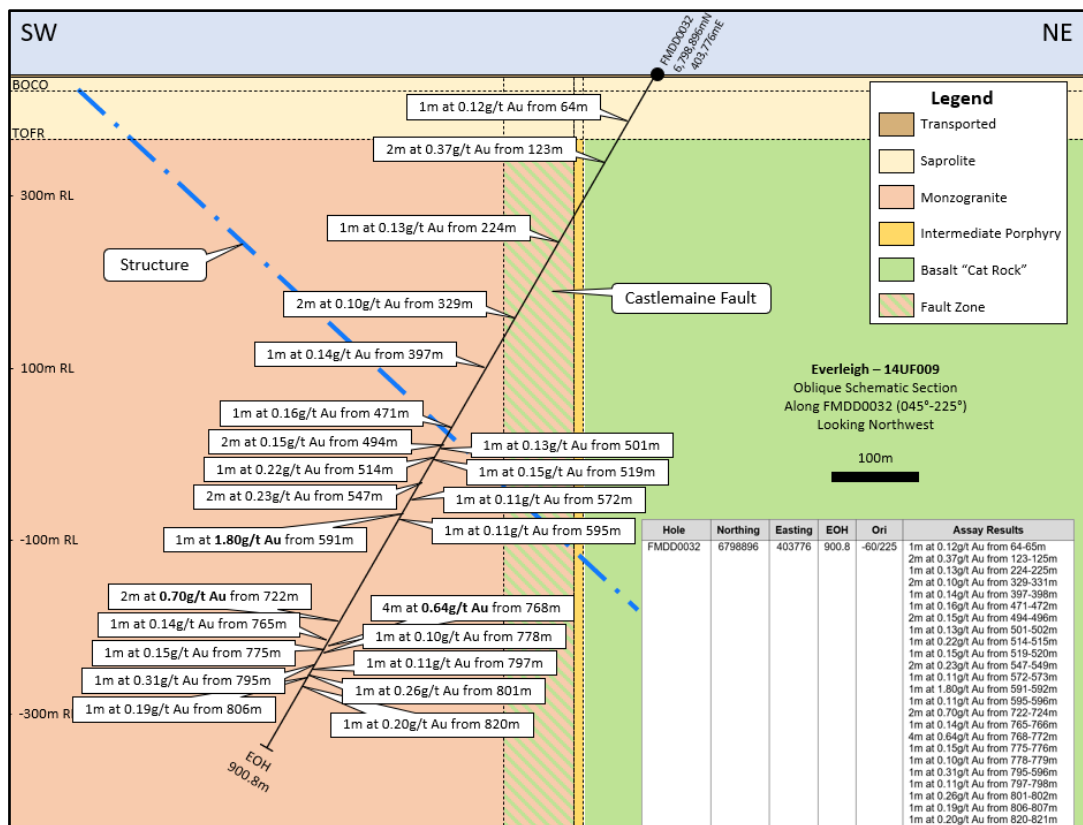 SW
NE
FMDD0032
6,798,896mN
403,776mE
BOCO
TOFR
300m RL
100m RL
-100m RL
-300m RL
1m at 0.12g/t Au from 64m
2m at 0.37g/t Au from 123m
1m at 0.13g/t Au from 224m
Structure
Castlemaine Fault
2m at 0.10g/t Au from 329m
1m at 0.14g/t Au from 397m
1m at 0.16g/t Au from 471m
2m at 0.15g/t Au from 494m
1m at 0.13g/t Au from 501m
1m at 0.22g/t Au from 514m
1m at 0.15g/t Au from 519m
2m at 0.23g/t Au from 547m
1m at 0.11g/t Au from 572m
1m at 1.80g/t Au from 591m
1m at 0.11g/t Au from 595m
2m at 0.70g/t Au from 722m
4m at 0.64g/t Au from 768m
1m at 0.14g/t Au from 765m
1m at 0.10g/t Au from 778m
1m at 0.15g/t Au from 775m
1m at 0.11g/t Au from 797m
1m at 0.31g/t Au from 795m
1m at 0.26g/t Au from 801m
1m at 0.19g/t Au from 806m
1m at 0.20g/t Au from 820m
EOH
900.8m
Legend
Transported
Saprolite
Monzogranite
Intermediate Porphyry
Basalt “Cat Rock”
Fault Zone
Everleigh – 14UF009
Oblique Schematic Section
Along FMDD0032 (045°-225°)
Looking Northwest
100m
Hole Northing Easting EOH Ori Assay Results
FMDD0032 6798896 403776 900.8 -60/225 1m at 0.12g/t Au from 64-65m
2m at 0.37g/t Au from 123-125m
1m at 0.13g/t Au from 224-225m
2m at 0.10g/t Au from 329-331m
1m at 0.14g/t Au from 397-398m
1m at 0.16g/t Au from 471-472m
2m at 0.15g/t Au from 494-496m
1m at 0.13g/t Au from 501-502m
1m at 0.22g/t Au from 514-515m
1m at 0.15g/t Au from 519-520m
2m at 0.23g/t Au from 547-549m
1m at 0.11g/t Au from 572-573m
1m at 1.80g/t Au from 591-592m
1m at 0.11g/t Au from 595-596m
2m at 0.70g/t Au from 722-724m
1m at 0.14g/t Au from 765-766m
4m at 0.64g/t Au from 768-772m
1m at 0.15g/t Au from 775-776m
1m at 0.10g/t Au from 778-779m
1m at 0.31g/t Au from 795-596m
1m at 0.11g/t Au from 797-798m
1m at 0.26g/t Au from 801-802m
1m at 0.19g/t Au from 806-807m
1m at 0.20g/t Au from 820-821m